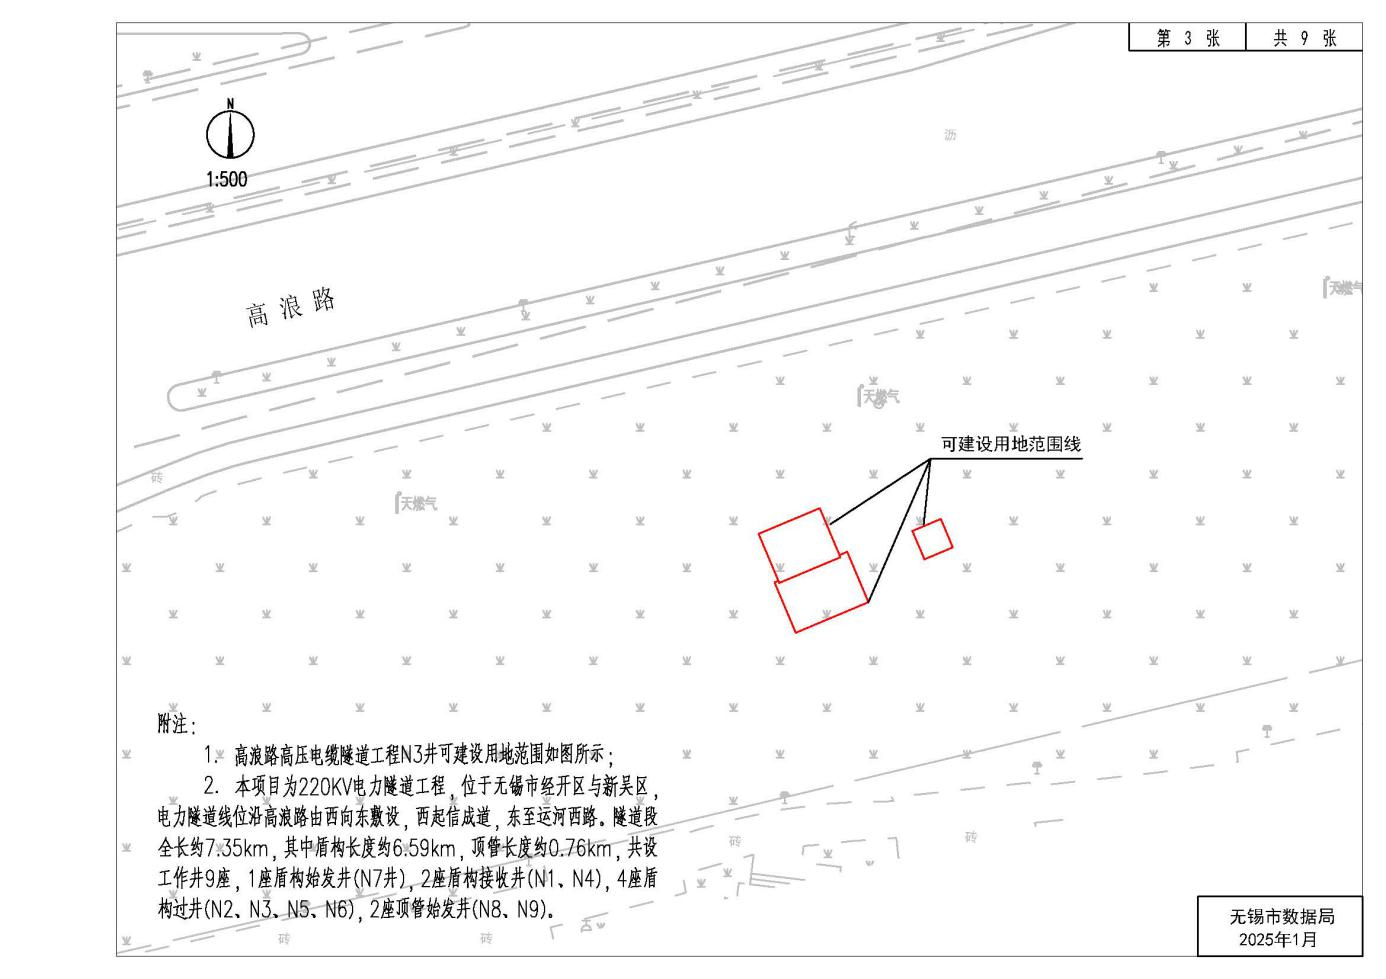 第 3 张 共 9 张
N
1:500
沥
高浪路
天燃气
天燃气
可建设用地范围线
砖
天燃气
附注：
1. 高浪路高压电缆隧道工程N3井可建设用地范围如图所示；
2. 本项目为220KV电力隧道工程，位于无锡市经开区与新吴区，
电力隧道线位沿高浪路由西向东敷设，西起信成道，东至运河西路。隧道段
全长约7.35km，其中盾构长度约6.59km，顶管长度约0.76km，共设
工作井9座，1座盾构始发井(N7井)，2座盾构接收井(N1、N4)，4座盾
构过井(N2、N3、N5、N6)，2座顶管始发井(N8、N9)。
砖
砖
砖
砖
无锡市数据局
2025年1月